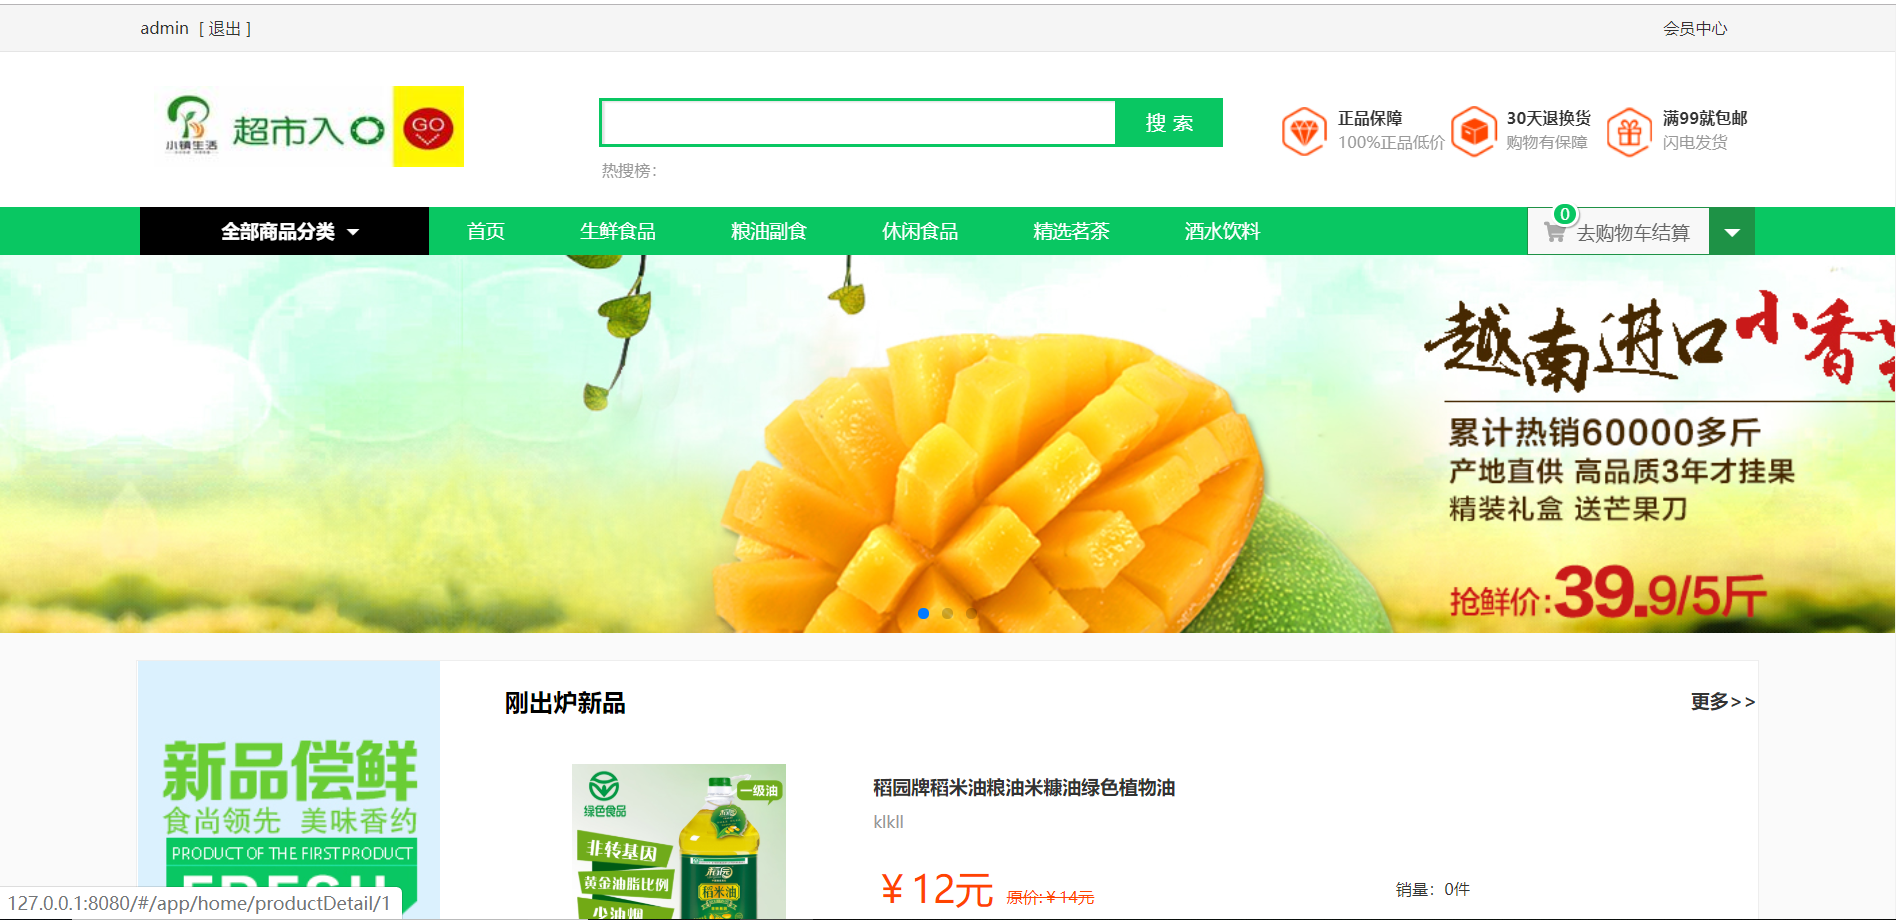 admin [ 退出 ]
会员中心
小镇生活
超市入口
GO
搜 索
热搜榜：
正品保障
100%正品低价
30天退换货
购物有保障
满99就包邮
闪电发货
全部商品分类
首页
生鲜食品
粮油副食
休闲食品
精选茗茶
酒水饮料
0
去购物车结算
越南进口小香
累计热销60000多斤
产地直供 高品质3年才挂果
精装礼盒 送芒果刀
抢鲜价:39.9/5斤
新品偿鲜
食尚领先 美味香约
PRODUCT OF THE FIRSTPRODUCT
FRESH
刚出炉新品
更多>>
绿色食品
一级油
非转基因
黄金油脂比例
少油烟
稻园
稻米油
稻园牌稻米油粮油米糠油绿色植物油
klkll
￥12元
原价:￥14元
销量：0件
127.0.0.1:8080/#/app/home/productDetail/1